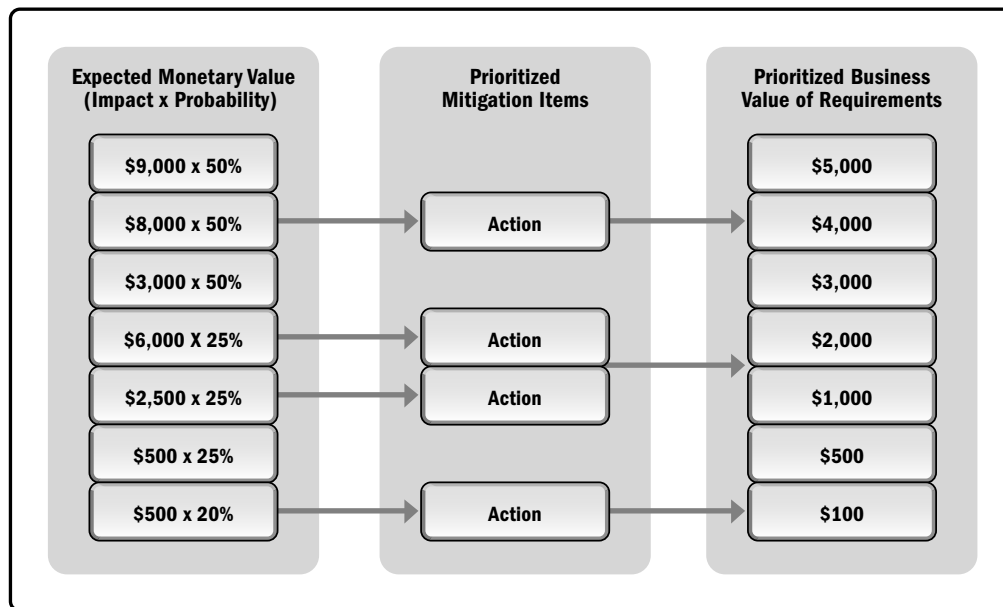 Expected Monetary Value
(Impact x Probability)
$9,000 x 50%
$8,000 x 50%
$3,000 x 50%
$6,000 X 25%
$2,500 x 25%
$500 x 25%
$500 x 20%
Prioritized
Mitigation Items
Action
Action
Action
Action
Prioritized Business
Value of Requirements
$5,000
$4,000
$3,000
$2,000
$1,000
$500
$100